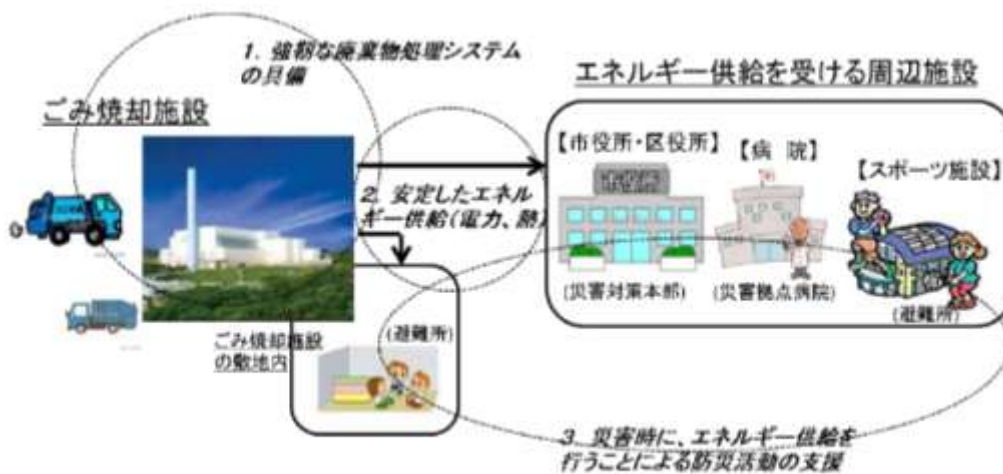 1. 強靭な廃棄物処理システム
の具備
エネルギー供給を受ける周辺施設
ごみ焼却施設
【市役所・区役所】
【病 院】
【スポーツ施設】
市役所
2. 安定したエネル
ギー供給(電力、熱)
(災害対策本部)
(災害拠点病院)
(避難所)
ごみ焼却施設
の敷地内
(避難所)
3. 災害時に、エネルギー供給を
行うことによる防災活動の支援